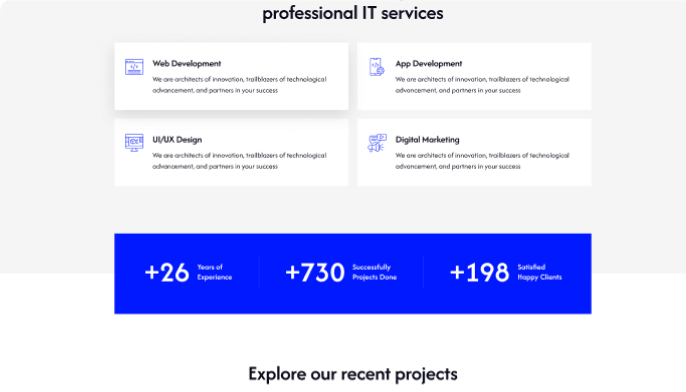 professional IT services
Web Development
We are architects of innovation, trailblazers of technological
advancement, and partners in your success
App Development
We are architects of innovation, trailblazers of technological
advancement, and partners in your success
UI/UX Design
We are architects of innovation, trailblazers of technological
advancement, and partners in your success
Digital Marketing
We are architects of innovation, trailblazers of technological
advancement, and partners in your success
+26
Years of
Experience
+730
Successfully
Projects Done
+198
Satisfied
Happy Clients
Explore our recent projects